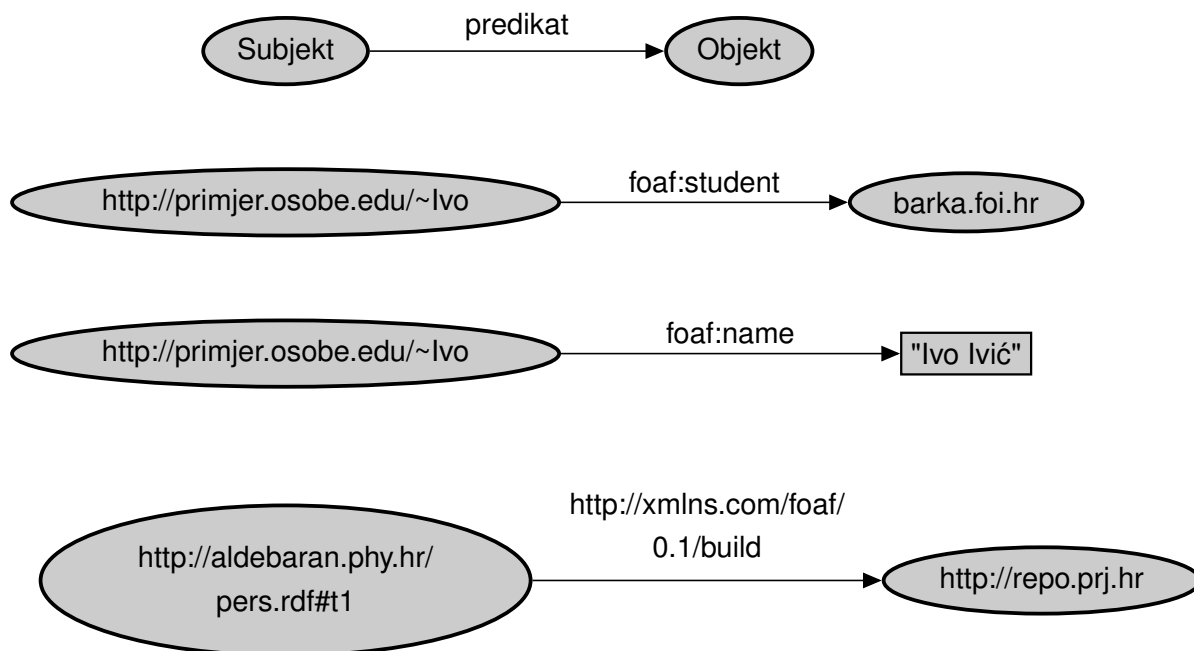 predikat
Subjekt
Objekt
foaf:student
http://primjer.osobe.edu/~Ivo
barka.foi.hr
foaf:name
http://primjer.osobe.edu/~Ivo
"Ivo Ivić"
http://xmlns.com/foaf/
0.1/build
http://aldebaran.phy.hr/
pers.rdf#t1
http://repo.prj.hr